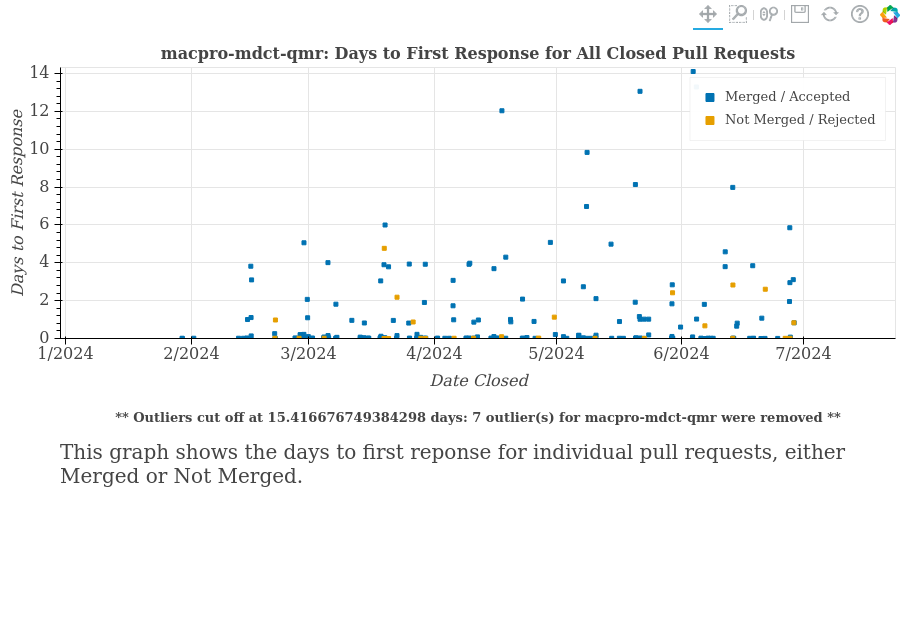 macpro-mdct-qmr: Days to First Response for All Closed Pull Requests
Days to First Response
14
12
10
8
6
4
2
0
Merged / Accepted
Not Merged / Rejected
1/2024 2/2024 3/2024 4/2024 5/2024 6/2024 7/2024
Date Closed
** Outliers cut off at 15.416676749384298 days: 7 outlier(s) for macpro-mdct-qmr were removed **
This graph shows the days to first reponse for individual pull requests, either
Merged or Not Merged.